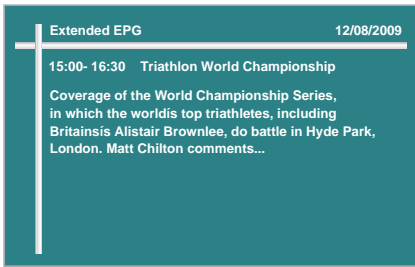 Extended EPG 12/08/2009
15:00- 16:30 Triathlon World Championship
Coverage of the World Championship Series,
in which the worldís top triathletes, including
Britainsís Alistair Brownlee, do battle in Hyde Park,
London. Matt Chilton comments...